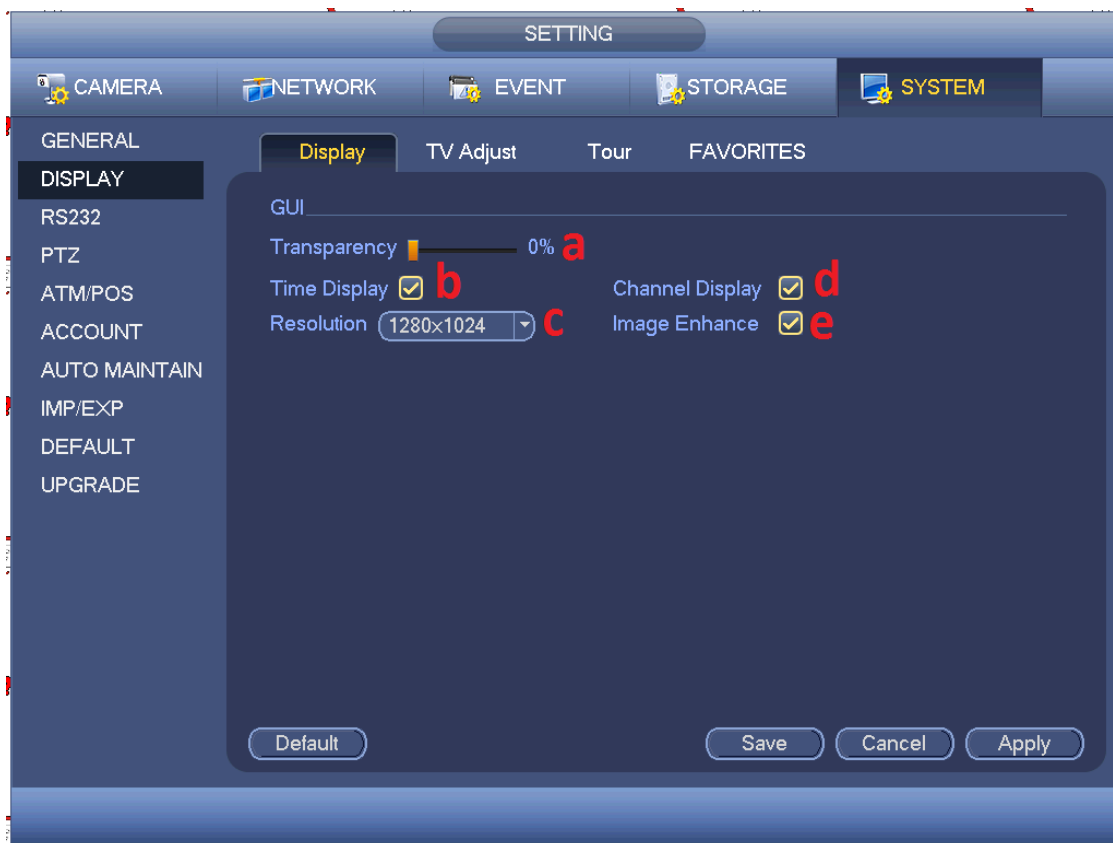 SETTING
CAMERA NETWORK EVENT STORAGE SYSTEM
GENERAL
DISPLAY
RS232
PTZ
ATM/POS
ACCOUNT
AUTO MAINTAIN
IMP/EXP
DEFAULT
UPGRADE
Display TV Adjust Tour FAVORITES
GUI
Transparency 0% a
Time Display b Channel Display d
Resolution 1280x1024 c Image Enhance e
Default Save Cancel Apply